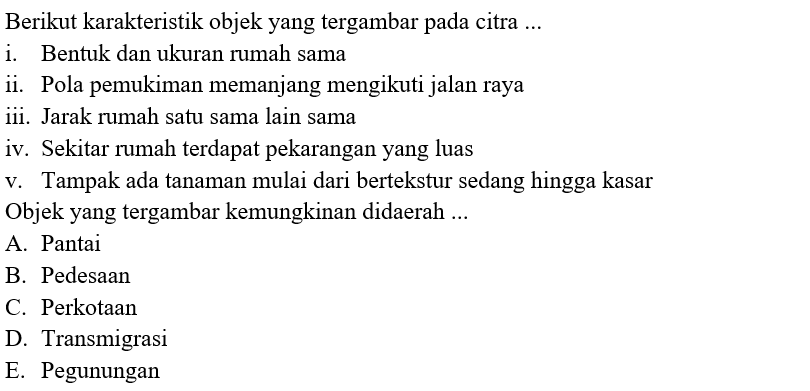 Berikut karakteristik objek yang tergambar pada citra ...
i. Bentuk dan ukuran rumah sama
ii. Pola pemukiman memanjang mengikuti jalan raya
iii. Jarak rumah satu sama lain sama
iv. Sekitar rumah terdapat pekarangan yang luas
v. Tampak ada tanaman mulai dari bertekstur sedang hingga kasar
Objek yang tergambar kemungkinan didaerah ...
A. Pantai
B. Pedesaan
C. Perkotaan
D. Transmigrasi
E. Pegunungan